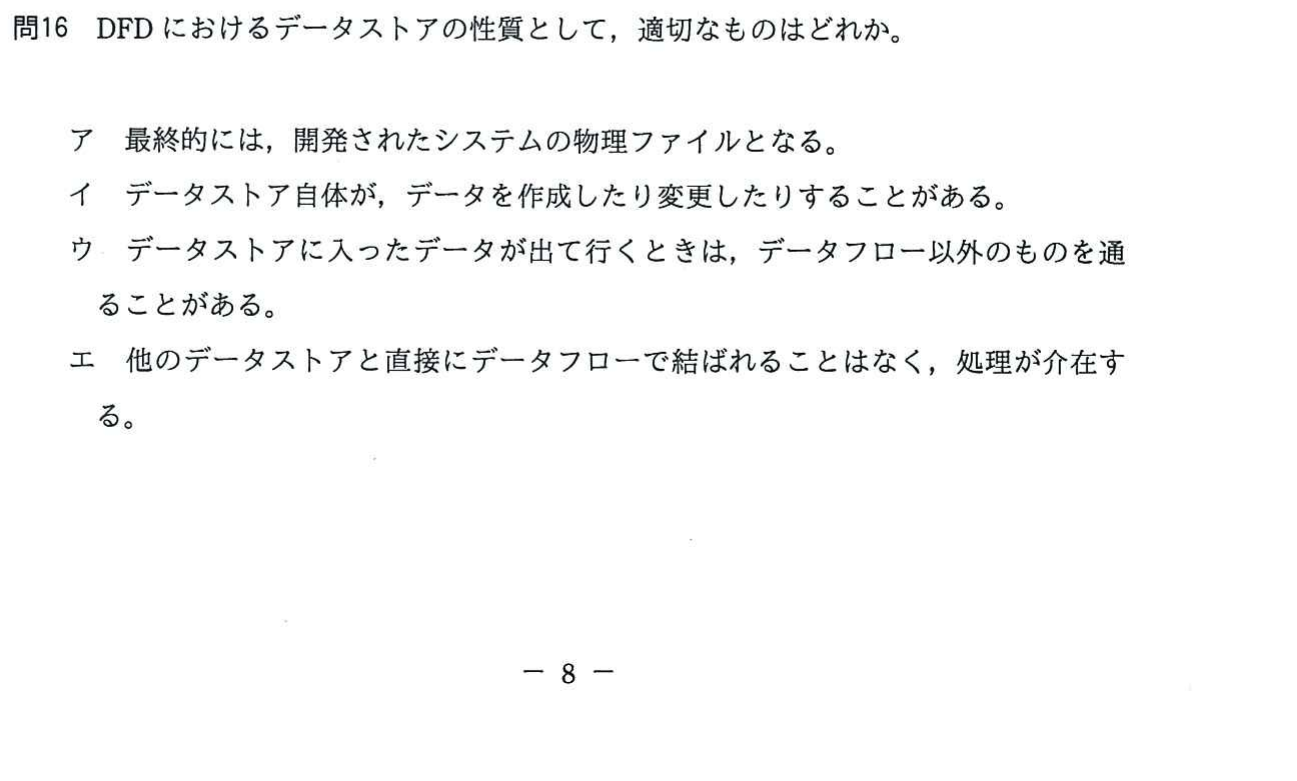 問16 DFD におけるデータストアの性質として，適切なものはどれか。
ア 最終的には，開発されたシステムの物理ファイルとなる。
イ データストア自体が，データを作成したり変更したりすることがある。
ウ データストアに入ったデータが出て行くときは，データフロー以外のものを通
ることがある。
エ 他のデータストアと直接にデータフローで結ばれることはなく，処理が介在す
る。
－ 8 －